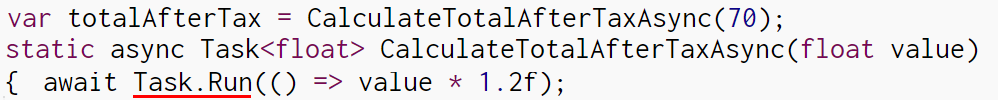 var totalAfterTax = CalculateTotalAfterTaxAsync(70);
static async Task<float> CalculateTotalAfterTaxAsync(float value)
{  await Task.Run(() => value * 1.2f);